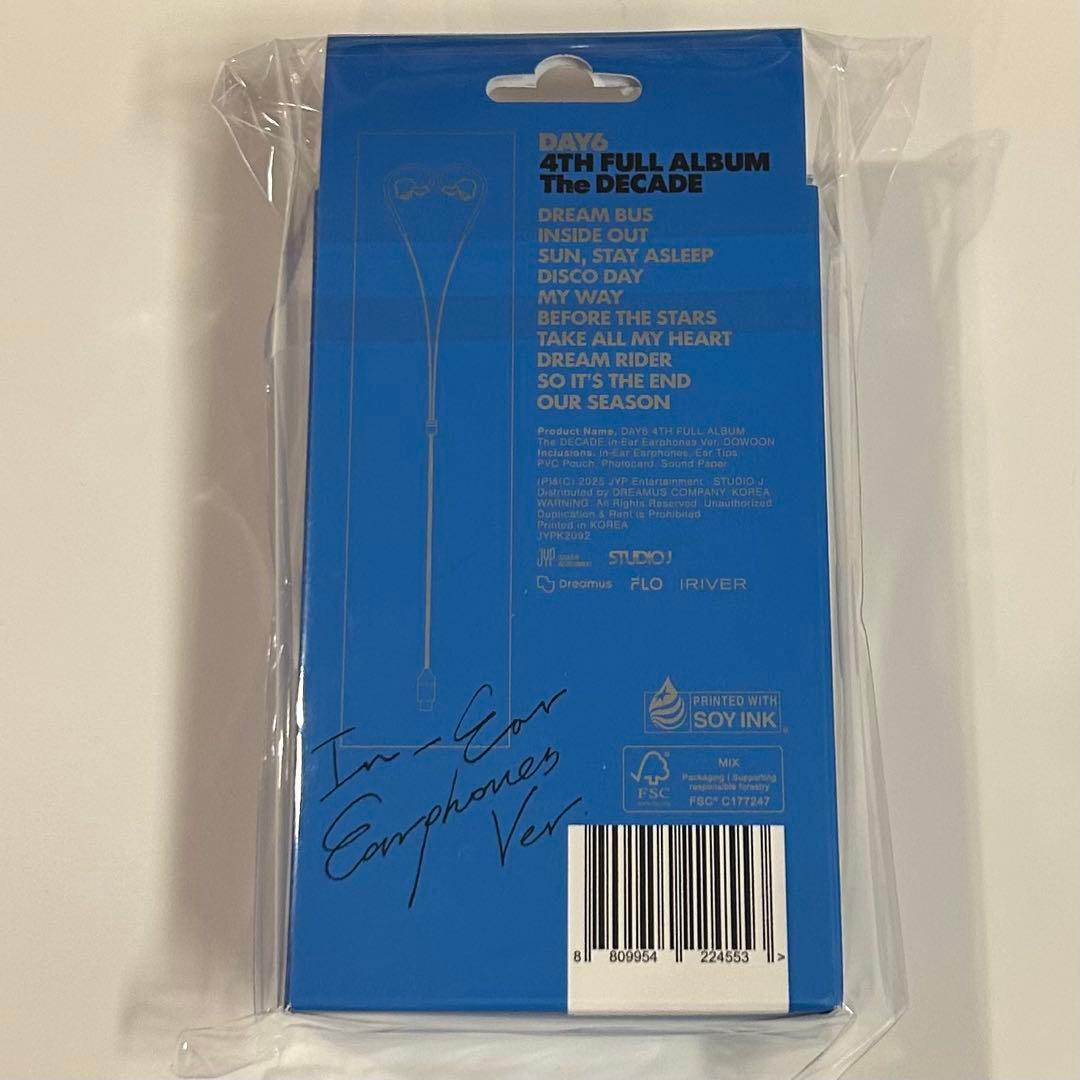 DAY6
4TH FULL ALBUM
The DECADE
DREAM BUS
INSIDE OUT
SUN, STAY ASLEEP
DISCO DAY
MY WAY
BEFORE THE STARS
TAKE ALL MY HEART
DREAM RIDER
SO IT'S THE END
OUR SEASON
Product Name. DAY6 4TH FULL ALBUM
The DECADE In-Ear Earphones Ver. DOWOON
Inclusions. In-Ear Earphones, Ear Tips
PVC Pouch, Photocard, Sound Paper
(P)&(C) 2025 JYP Entertainment. STUDIO J
Distributed by DREAMUS COMPANY. KOREA
WARNING: All Rights Reserved. Unauthorized
Duplication & Rent is Prohibited
Printed in KOREA
JYPK2092
JYP STUDIO J
Dreamus FLO IRIVER
PRINTED WITH
SOY INK
MIX
Packaging | Supporting
responsible forestry
FSC
FSC® C177247
In-Ear
Earphones
Ver.
8 809954 224553 >